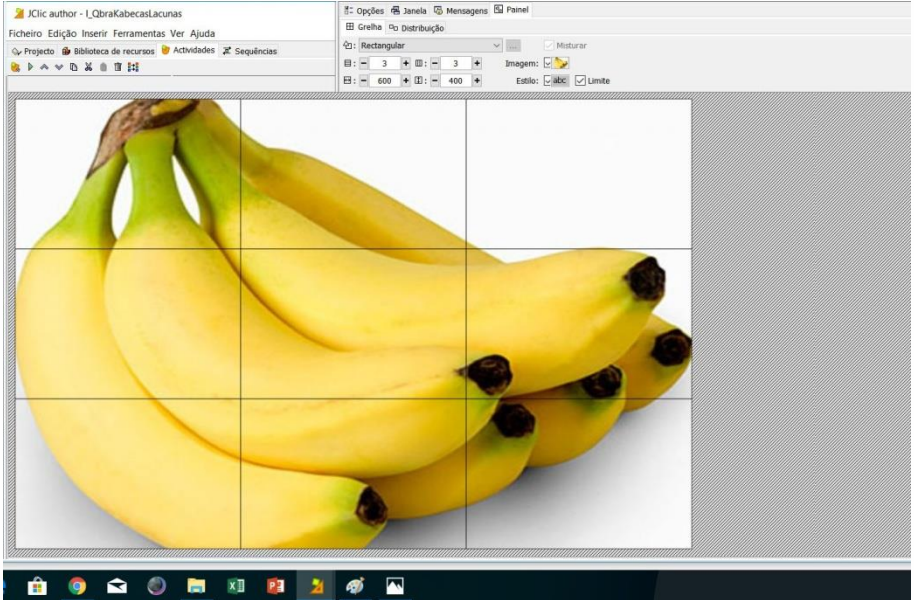 JClic author - I_QbraKabecasLacunas
Ficheiro Edição Inserir Ferramentas Ver Ajuda
Projecto Biblioteca de recursos Actividades Sequências
Opções Janela Mensagens Painel
Grelha Distribuição
: Rectangular ... Misturar
: - 3 + : - 3 + Imagem:
: - 600 + : - 400 + Estilo: abc Limite